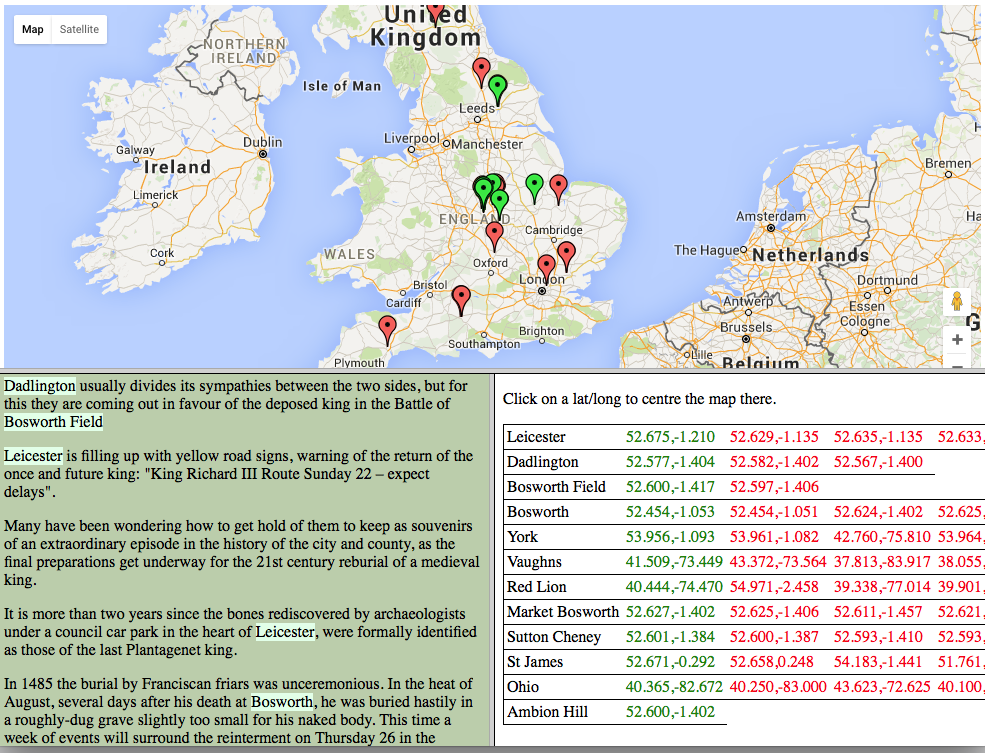 United
Kingdom
Map Satellite
NORTHERN
IRELAND
Isle of Man
Leeds
Liverpool
Manchester
Dublin
Galway
Ireland
Limerick
Cork
ENGLAND
WALES
Cambridge
Oxford
London
Bristol
Cardiff
Brighton
Southampton
Plymouth
Bremen
Amsterdam
Ha
The Hague
Netherlands
Dortmund
Antwerp
Essen
Brussels
Cologne
G
Lille
Belgium
Dadlington usually divides its sympathies between the two sides, but for
this they are coming out in favour of the deposed king in the Battle of
Bosworth Field
Leicester is filling up with yellow road signs, warning of the return of the
once and future king: "King Richard III Route Sunday 22 – expect
delays".
Many have been wondering how to get hold of them to keep as souvenirs
of an extraordinary episode in the history of the city and county, as the
final preparations get underway for the 21st century reburial of a medieval
king.
It is more than two years since the bones rediscovered by archaeologists
under a council car park in the heart of Leicester, were formally identified
as those of the last Plantagenet king.
In 1485 the burial by Franciscan friars was unceremonious. In the heat of
August, several days after his death at Bosworth, he was buried hastily in
a roughly-dug grave slightly too small for his naked body. This time a
week of events will surround the reinterment on Thursday 26 in the
Click on a lat/long to centre the map there.
Leicester 52.675,-1.210 52.629,-1.135 52.635,-1.135 52.633,
Dadlington 52.577,-1.404 52.582,-1.402 52.567,-1.400
Bosworth Field 52.600,-1.417 52.597,-1.406
Bosworth 52.454,-1.053 52.454,-1.051 52.624,-1.402 52.625,
York 53.956,-1.093 53.961,-1.082 42.760,-75.810 53.964,
Vaughns 41.509,-73.449 43.372,-73.564 37.813,-83.917 38.055,
Red Lion 40.444,-74.470 54.971,-2.458 39.338,-77.014 39.901,
Market Bosworth 52.627,-1.402 52.625,-1.406 52.611,-1.457 52.621,
Sutton Cheney 52.601,-1.384 52.600,-1.387 52.593,-1.410 52.593,
St James 52.671,-0.292 52.658,0.248 54.183,-1.441 51.761,
Ohio 40.365,-82.672 40.250,-83.000 43.623,-72.625 40.100,
Ambion Hill 52.600,-1.402